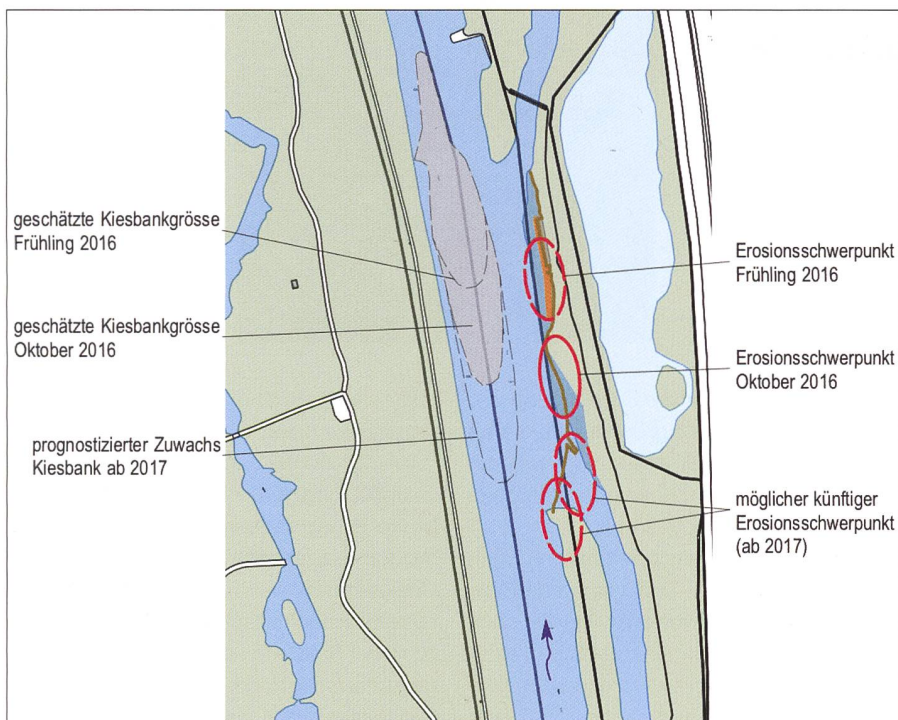 geschätzte Kiesbankgrösse
Frühling 2016
geschätzte Kiesbankgrösse
Oktober 2016
prognostizierter Zuwachs
Kiesbank ab 2017
Erosionsschwerpunkt
Frühling 2016
Erosionsschwerpunkt
Oktober 2016
möglicher künftiger
Erosionsschwerpunkt
(ab 2017)